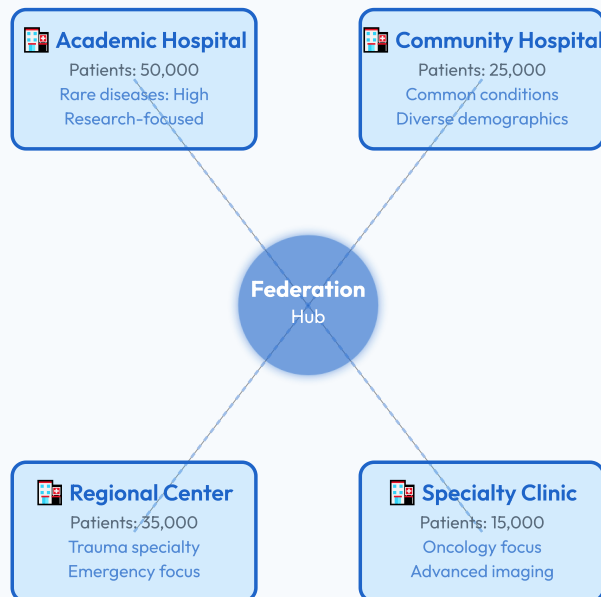 Academic Hospital
Patients: 50,000
Rare diseases: High
Research-focused
Community Hospital
Patients: 25,000
Common conditions
Diverse demographics
Federation
Hub
Regional Center
Patients: 35,000
Trauma specialty
Emergency focus
Specialty Clinic
Patients: 15,000
Oncology focus
Advanced imaging